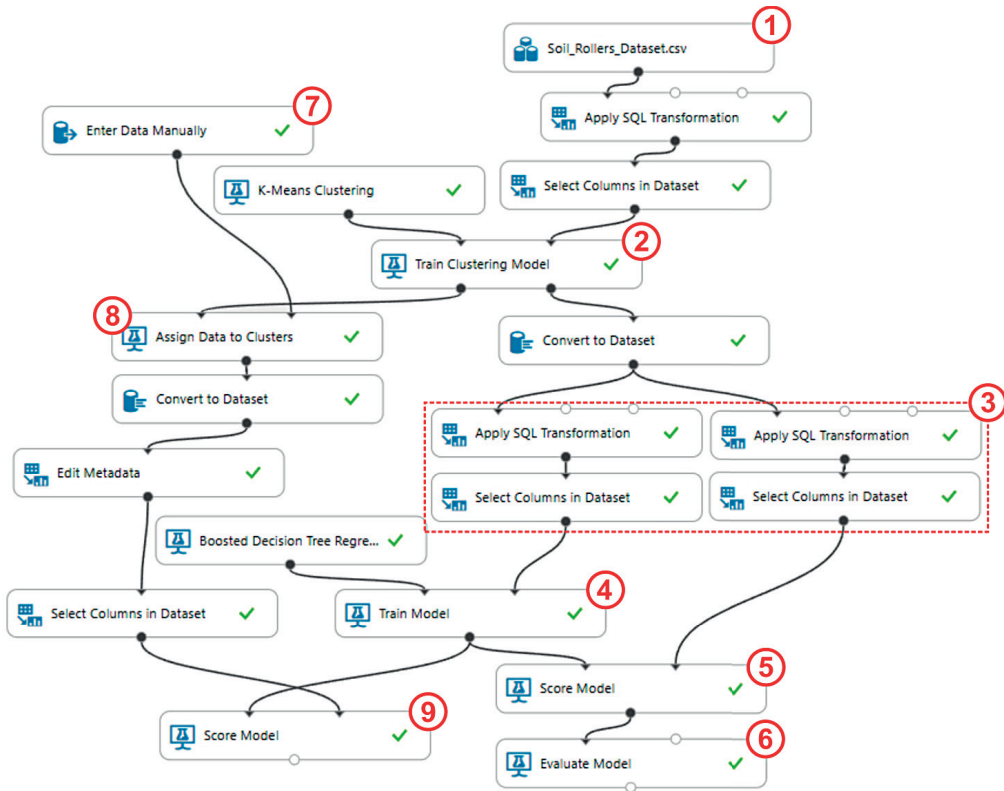 1
Soil_Rollers_Dataset.csv
7
Enter Data Manually
Apply SQL Transformation
K-Means Clustering
Select Columns in Dataset
2
Train Clustering Model
8
Assign Data to Clusters
Convert to Dataset
Convert to Dataset
3
Apply SQL Transformation
Apply SQL Transformation
Edit Metadata
Select Columns in Dataset
Select Columns in Dataset
Boosted Decision Tree Regre...
4
Select Columns in Dataset
Train Model
5
Score Model
9
Score Model
6
Evaluate Model